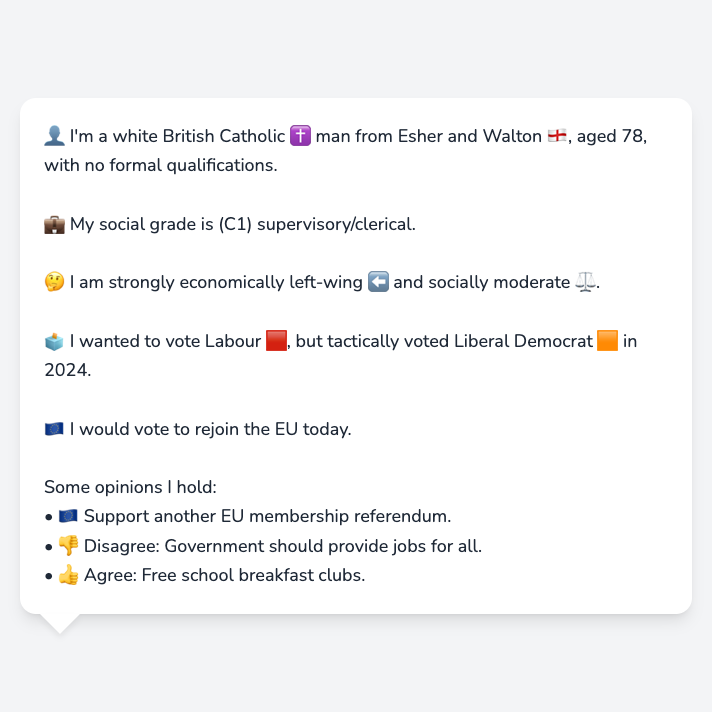 👤 I'm a white British Catholic ✝️ man from Esher and Walton 🏴󠁧󠁢󠁥󠁮󠁧󠁿, aged 78,
with no formal qualifications.
💼 My social grade is (C1) supervisory/clerical.
🤔 I am strongly economically left-wing ⬅️ and socially moderate ⚖️.
🗳️ I wanted to vote Labour 🟥, but tactically voted Liberal Democrat 🟧 in
2024.
🇪🇺 I would vote to rejoin the EU today.
Some opinions I hold:
• 🇪🇺 Support another EU membership referendum.
• 👎 Disagree: Government should provide jobs for all.
• 👍 Agree: Free school breakfast clubs.